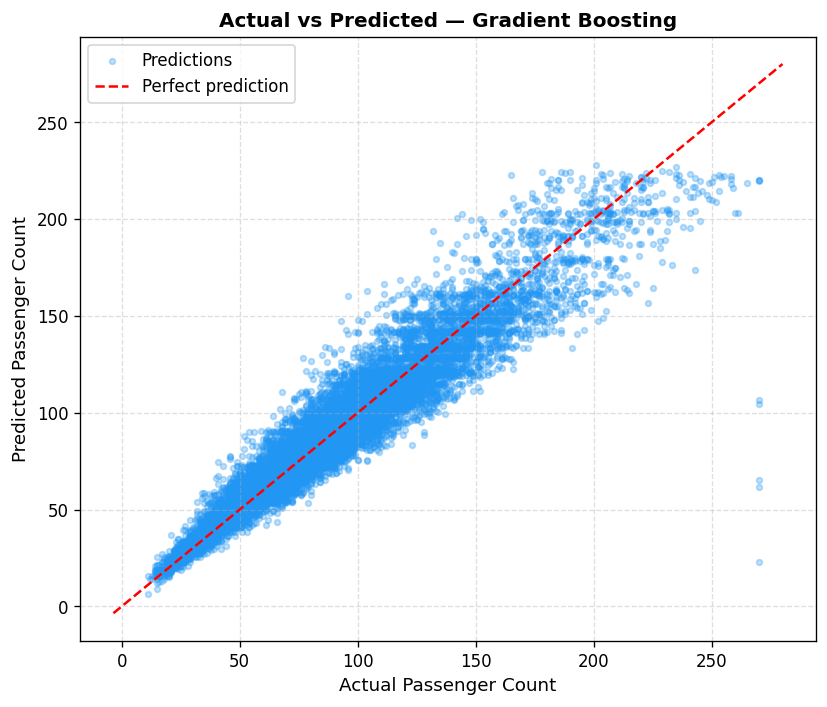 Actual vs Predicted — Gradient Boosting
Predictions
Perfect prediction
250
200
150
100
50
0
Predicted Passenger Count
0 50 100 150 200 250
Actual Passenger Count